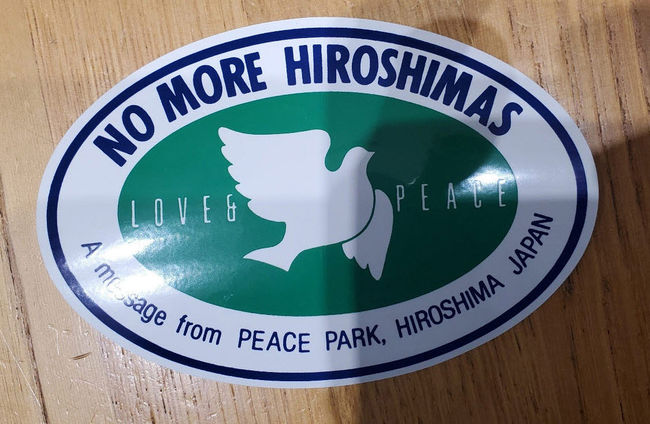 NO MORE HIROSHIMAS
LOVE& PEACE
A message from PEACE PARK, HIROSHIMA JAPAN